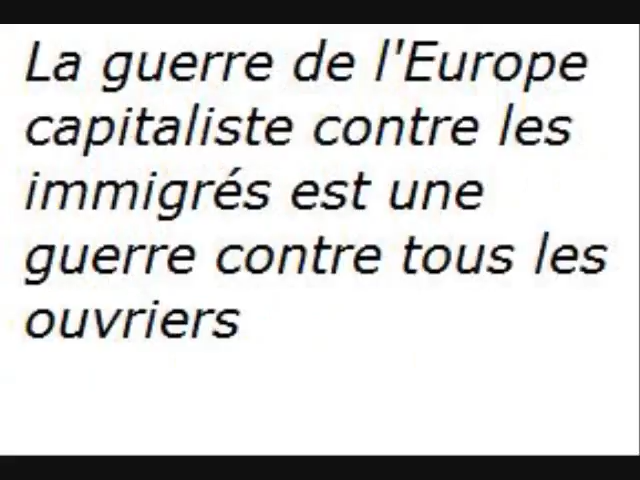 La guerre de l'Europe
capitaliste contre les
immigrés est une
guerre contre tous les
ouvriers